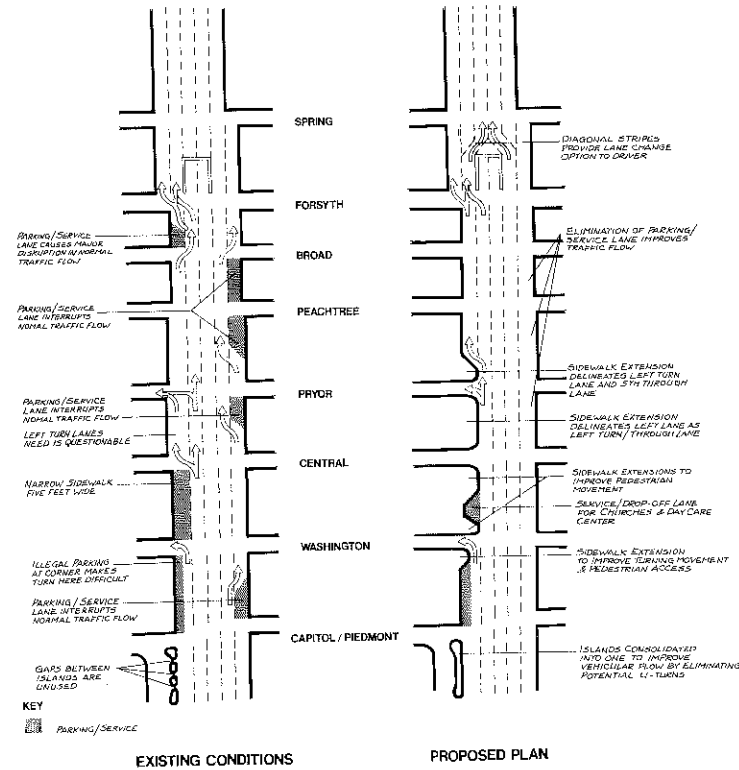 SPRING
FORSYTH
BROAD
PEACHTREE
PRYOR
CENTRAL
WASHINGTON
CAPITOL / PIEDMONT
PARKING/SERVICE
LANE CAUSES MAJOR
DISRUPTION IN NORMAL
TRAFFIC FLOW
PARKING/SERVICE
LANE INTERRUPTS
NOMAL TRAFFIC FLOW
PARKING/SERVICE
LANE INTERRUPTS
NOMAL TRAFFIC FLOW
LEFT TURN LANES
NEED IS QUESTIONABLE
NARROW SIDEWALK
FIVE FEET WIDE
ILLEGAL PARKING
AT CORNER MAKES
TURN HERE DIFFICULT
PARKING/SERVICE
LANE INTERRUPTS
NORMAL TRAFFIC FLOW
GAPS BETWEEN
ISLANDS ARE
UNUSED
KEY
PARKING/SERVICE
EXISTING CONDITIONS
DIAGONAL STRIPES
PROVIDE LANE CHANGE
OPTION TO DRIVER
ELIMINATION OF PARKING/
SERVICE LANE IMPROVES
TRAFFIC FLOW
SIDEWALK EXTENSION
DELINEATES LEFT TURN
LANE AND 5TH THROUGH
LANE
SIDEWALK EXTENSION
DELINEATES LEFT LANE AS
LEFT TURN/THROUGH LANE
SIDEWALK EXTENSIONS TO
IMPROVE PEDESTRIAN
MOVEMENT
SERVICE/DROP-OFF LANE
FOR CHURCHES & DAY CARE
CENTER
SIDEWALK EXTENSION
TO IMPROVE TURNING MOVEMENT
& PEDESTRIAN ACCESS
ISLANDS CONSOLIDATED
INTO ONE TO IMPROVE
VEHICULAR FLOW BY ELIMINATING
POTENTIAL U-TURNS
PROPOSED PLAN